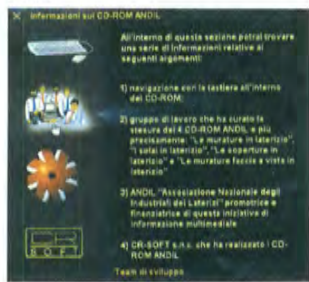 Informazioni sui CD-ROM ANDIL
All'interno di questa sezione potrai trovare
una serie di informazioni relative ai
seguenti argomenti:
1) navigazione con la tastiera all'interno
dei CD-ROM;
2) gruppo di lavoro che ha curato la
stesura dei 4 CD-ROM ANDIL e più
precisamente: "Le murature in laterizio",
"I solai in laterizio", "Le coperture in
laterizio" e "Le murature faccia a vista in
laterizio"
3) ANDIL "Associazione Nazionale degli
Industriali dei Laterizi" promotrice e
finanziatrice di questa iniziativa di
informazione multimediale
4) CR-SOFT s.n.c. che ha realizzato i CD-
ROM ANDIL
SOFT
Team di sviluppo